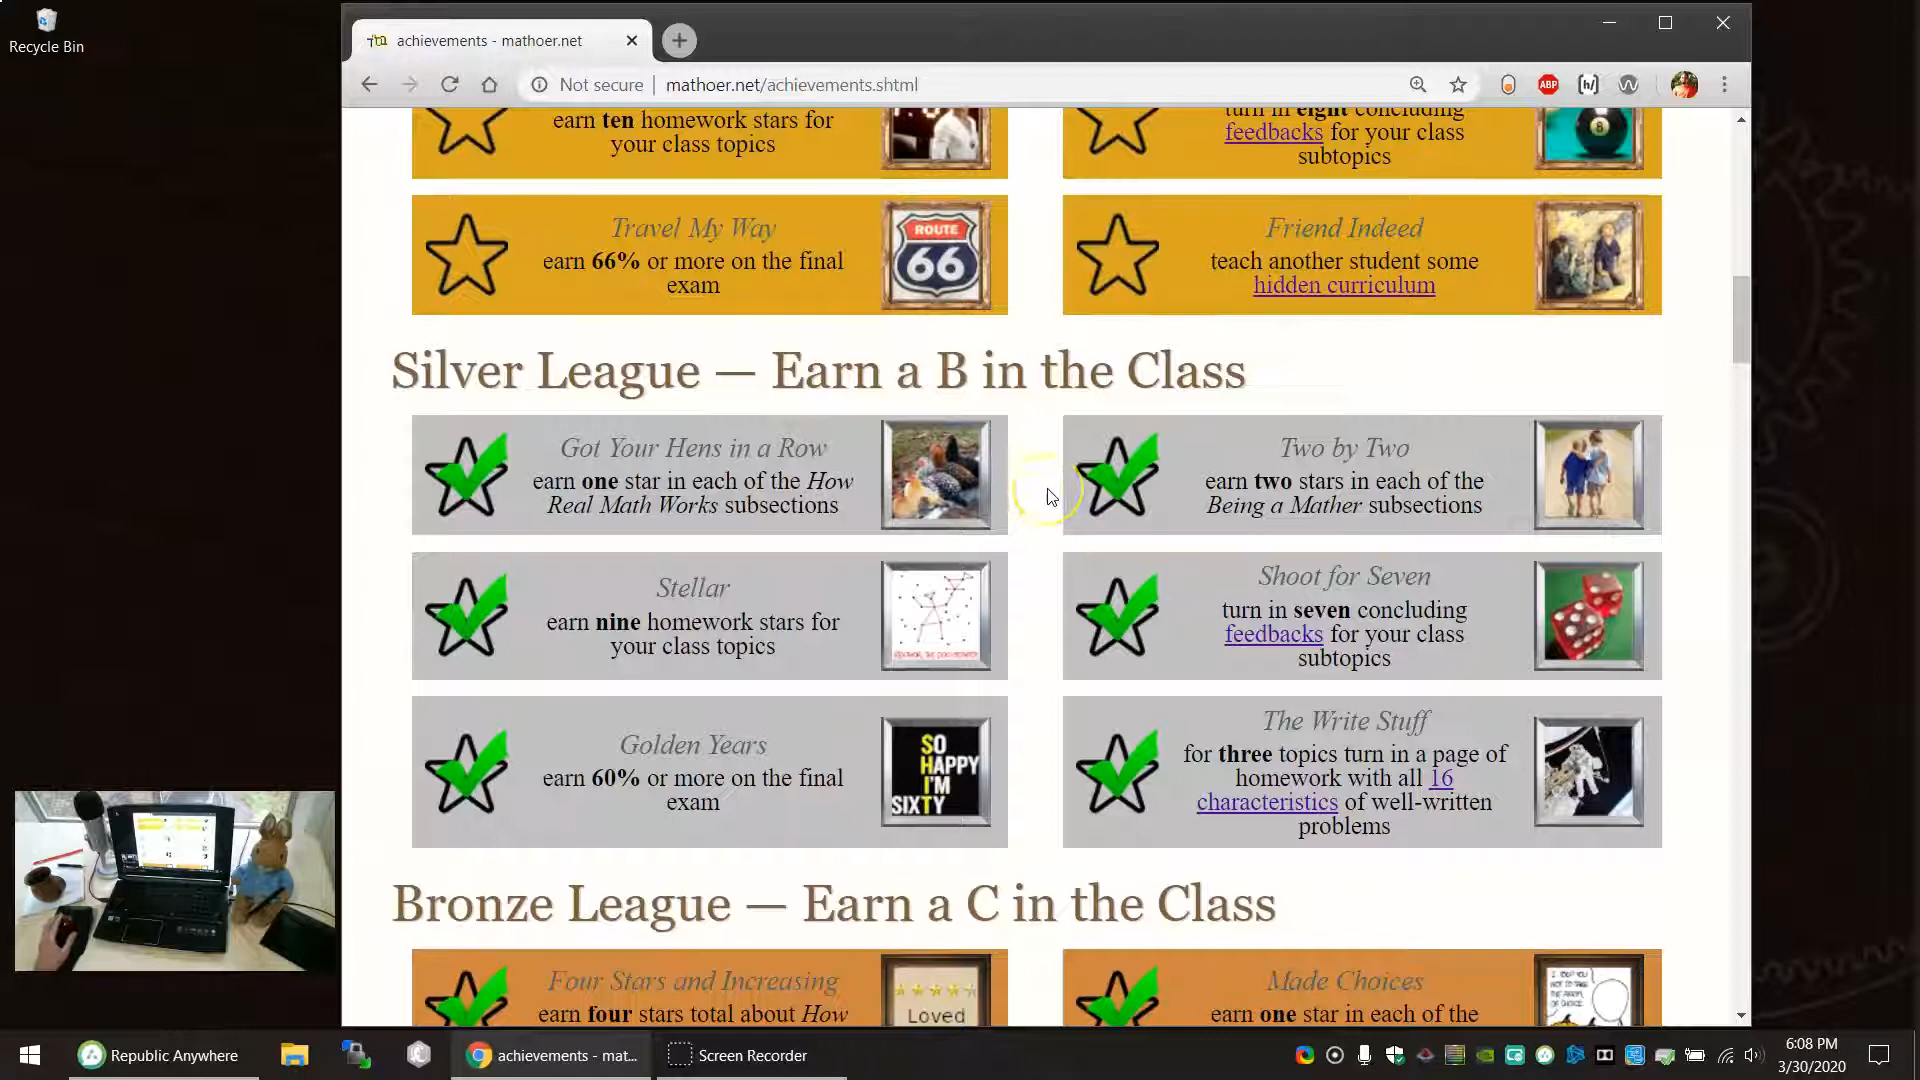 Recycle Bin
achievements - mathoer.net
Not secure
mathoer.net/achievements.shtml
ABP
[h]
earn ten homework stars for
your class topics
turn in eight concluding
feedbacks for your class
subtopics
8
Travel My Way
earn 66% or more on the final
exam
ROUTE
66
Friend Indeed
teach another student some
hidden curriculum
Silver League — Earn a B in the Class
Got Your Hens in a Row
earn one star in each of the How
Real Math Works subsections
Two by Two
earn two stars in each of the
Being a Mather subsections
Stellar
earn nine homework stars for
your class topics
Shoot for Seven
turn in seven concluding
feedbacks for your class
subtopics
Golden Years
earn 60% or more on the final
exam
SO
HAPPY
I'M
SIXTY
The Write Stuff
for three topics turn in a page of
homework with all 16
characteristics of well-written
problems
Bronze League — Earn a C in the Class
Four Stars and Increasing
earn four stars total about How
Loved
Made Choices
earn one star in each of the
Republic Anywhere
achievements - mat...
Screen Recorder
6:08 PM
3/30/2020